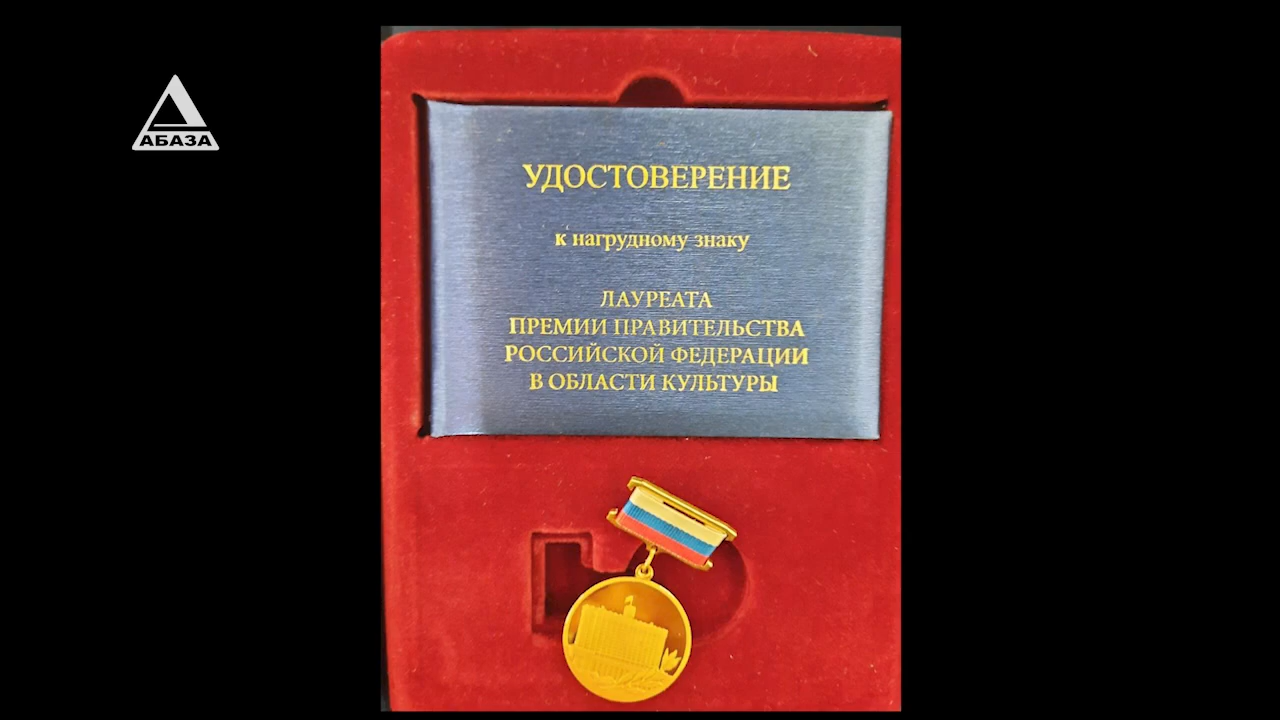 АБАЗА
УДОСТОВЕРЕНИЕ
к нагрудному знаку
ЛАУРЕАТА
ПРЕМИИ ПРАВИТЕЛЬСТВА
РОССИЙСКОЙ ФЕДЕРАЦИИ
В ОБЛАСТИ КУЛЬТУРЫ